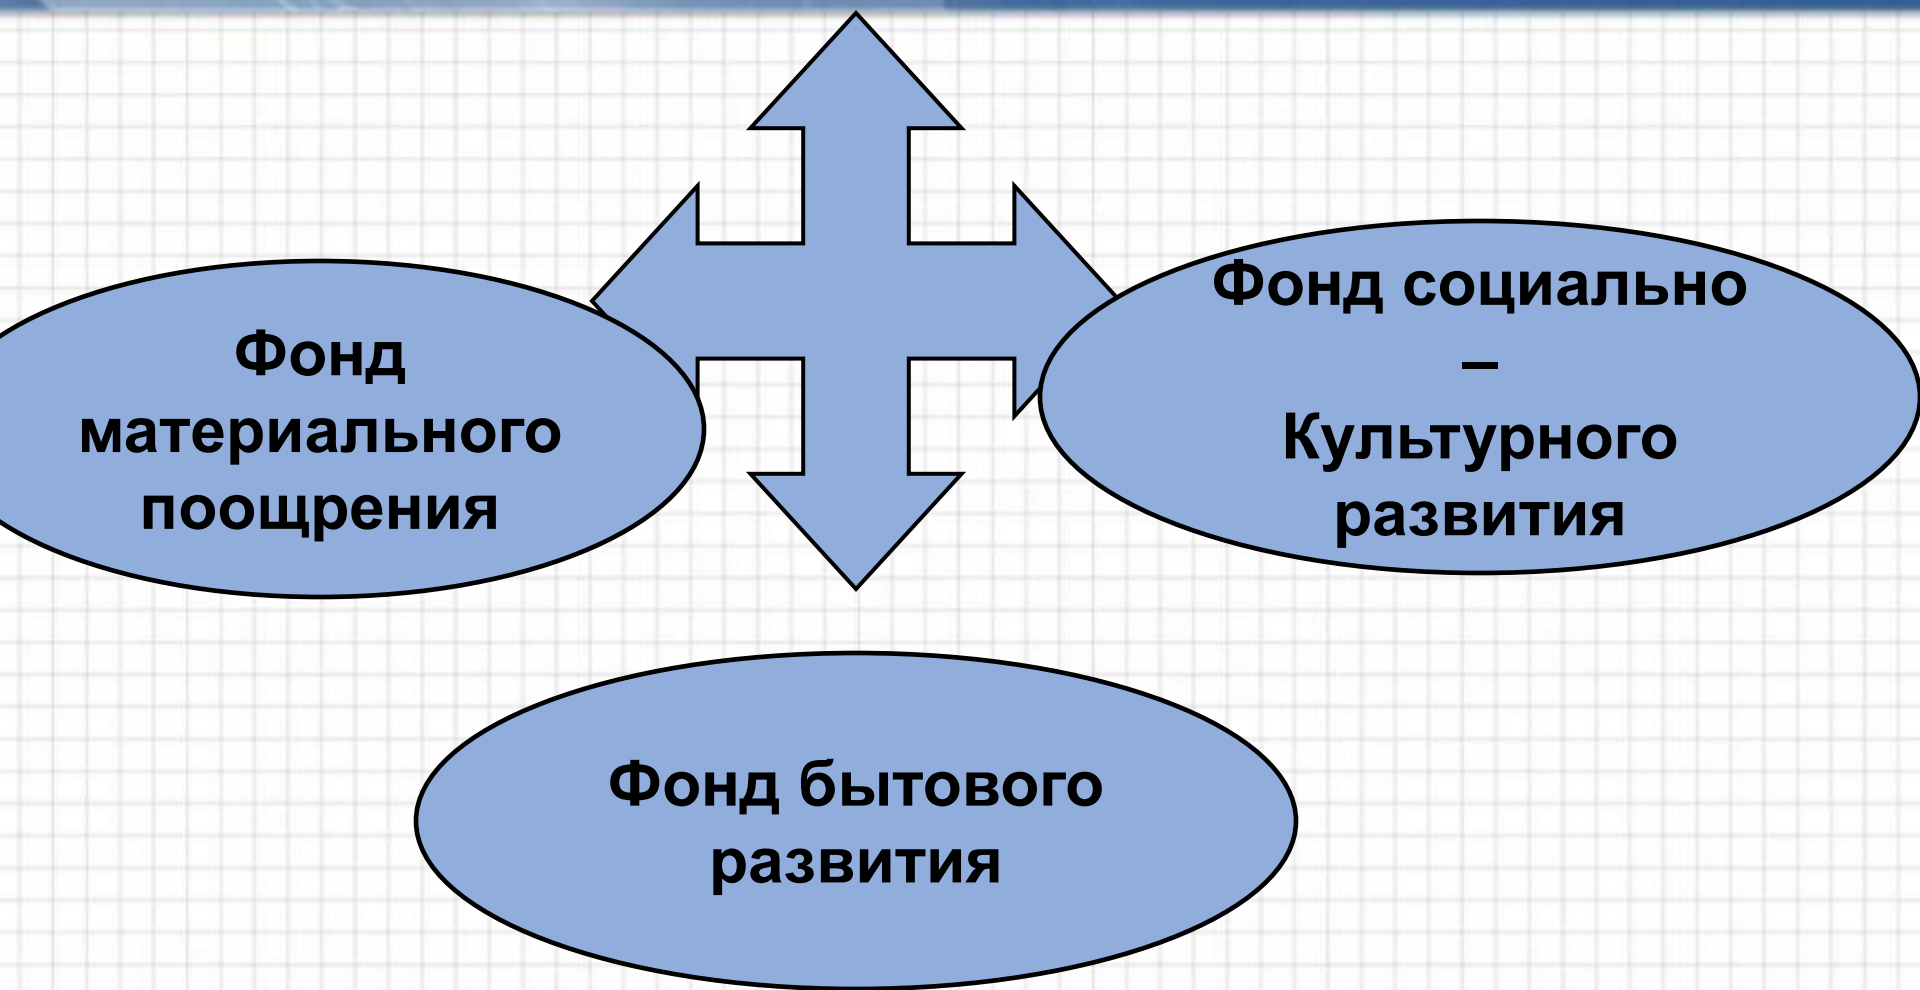 Фонд
материального
поощрения
Фонд социально
–
Культурного
развития
Фонд бытового
развития